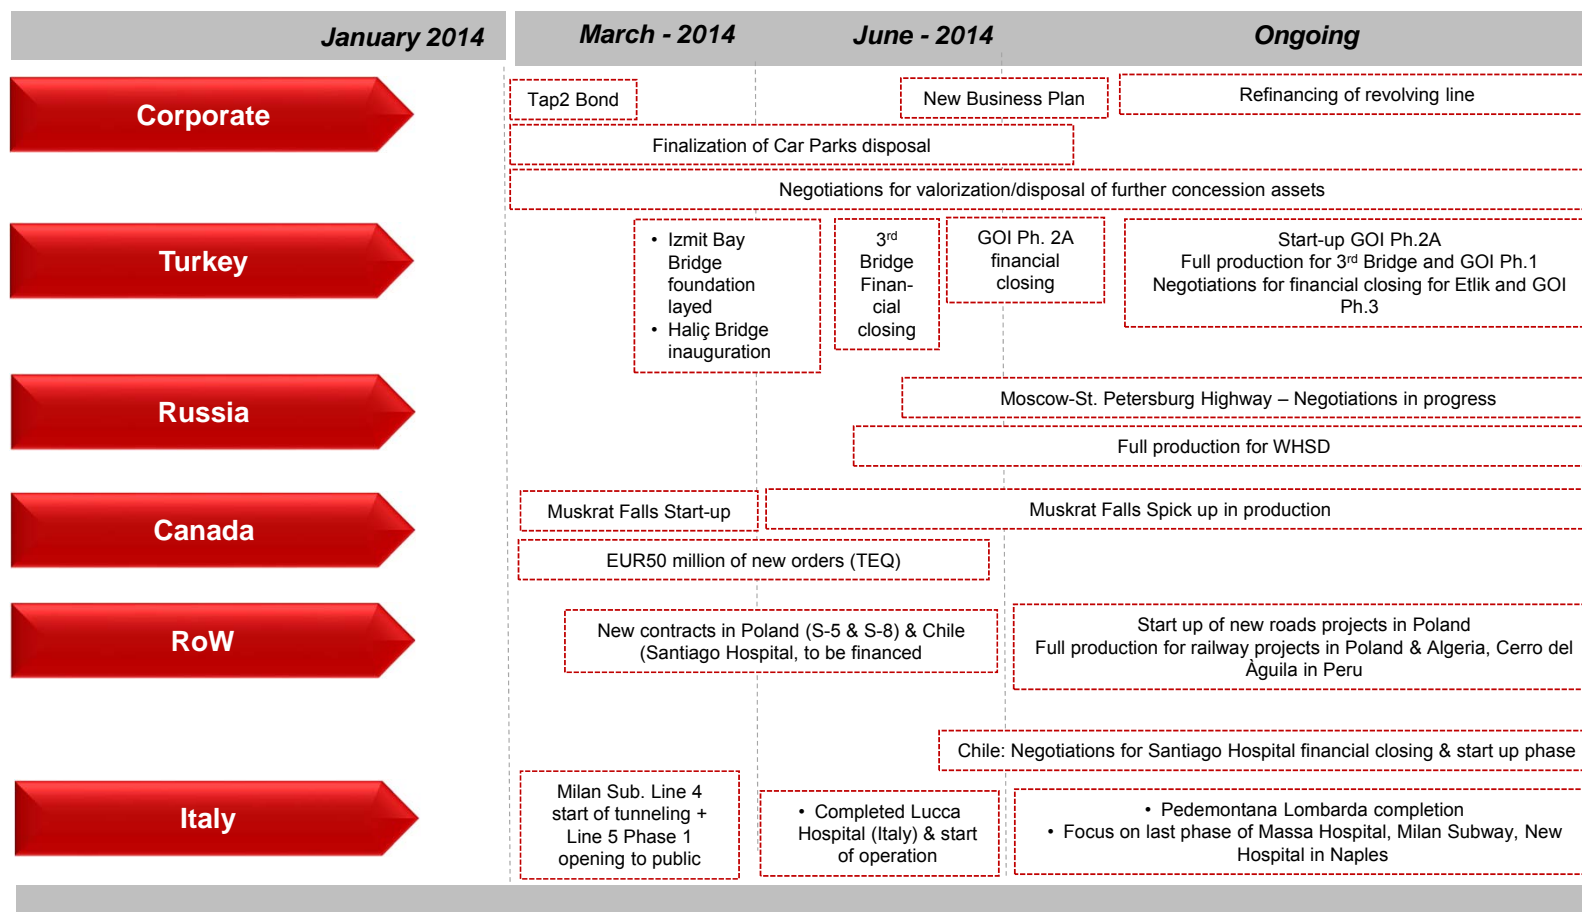 January 2014
March - 2014
June - 2014
Ongoing
Corporate
Tap2 Bond
New Business Plan
Refinancing of revolving line
Finalization of Car Parks disposal
Negotiations for valorization/disposal of further concession assets
Turkey
• Izmit Bay
Bridge
foundation
layed
• Haliç Bridge
inauguration
3rd
Bridge
Finan-
cial
closing
GOI Ph. 2A
financial
closing
Start-up GOI Ph.2A
Full production for 3rd Bridge and GOI Ph.1
Negotiations for financial closing for Etlik and GOI
Ph.3
Russia
Moscow-St. Petersburg Highway – Negotiations in progress
Full production for WHSD
Canada
Muskrat Falls Start-up
Muskrat Falls Spick up in production
EUR50 million of new orders (TEQ)
RoW
New contracts in Poland (S-5 & S-8) & Chile
(Santiago Hospital, to be financed
Start up of new roads projects in Poland
Full production for railway projects in Poland & Algeria, Cerro del
Àguila in Peru
Chile: Negotiations for Santiago Hospital financial closing & start up phase
Italy
Milan Sub. Line 4
start of tunneling +
Line 5 Phase 1
opening to public
• Completed Lucca
Hospital (Italy) & start
of operation
• Pedemontana Lombarda completion
• Focus on last phase of Massa Hospital, Milan Subway, New
Hospital in Naples